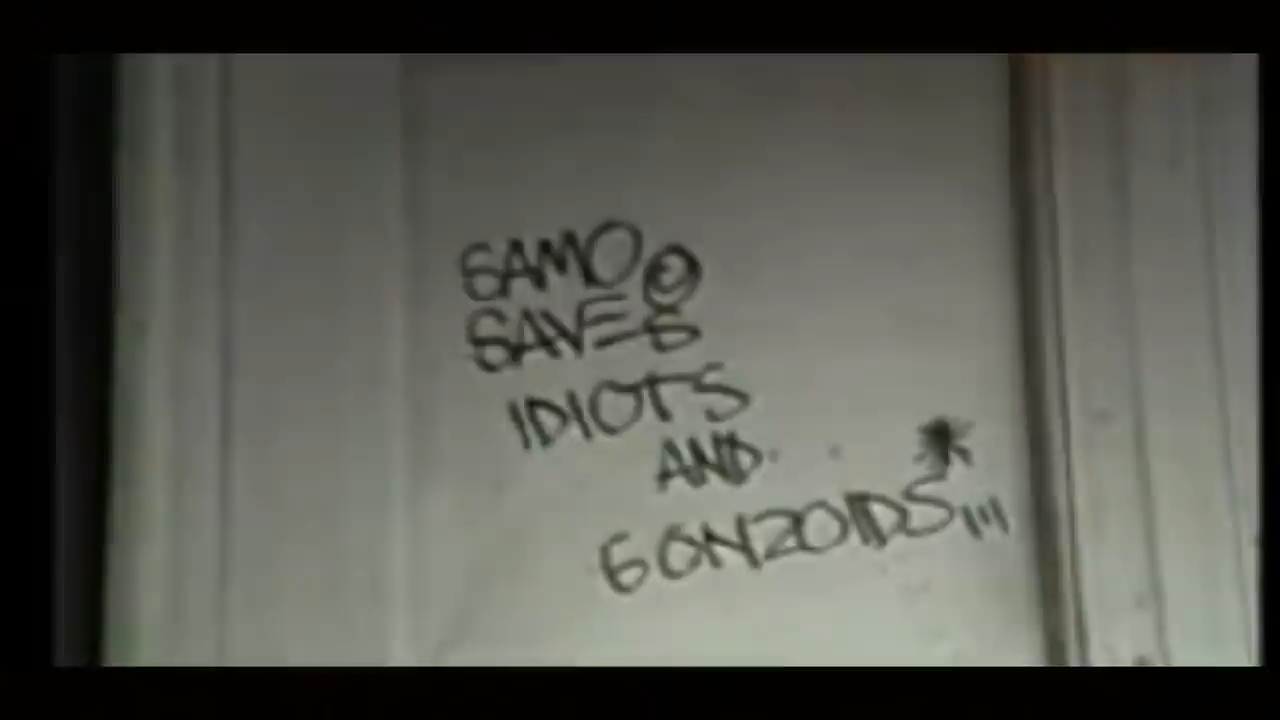 SAMO©
SAVES
IDIOTS
AND . .
GONZOIDS*...